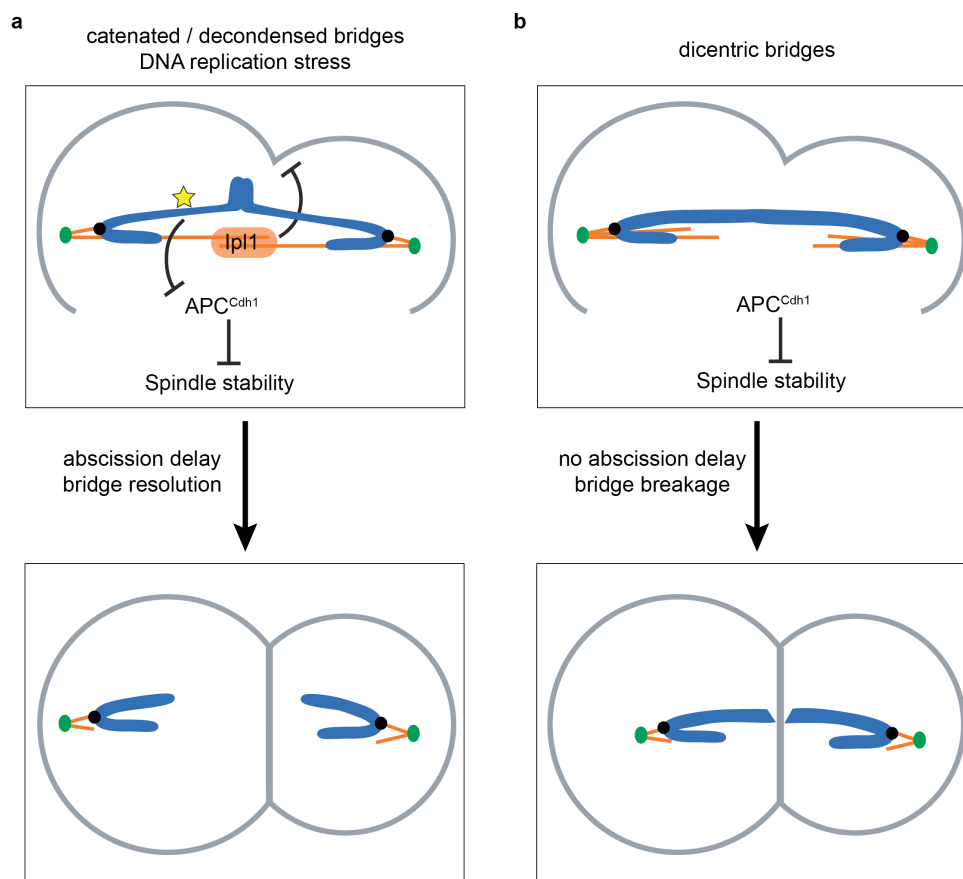 a
catenated / decondensed bridges
DNA replication stress
Ipl1
APC^Cdh1
Spindle stability
abscission delay
bridge resolution
b
dicentric bridges
APC^Cdh1
Spindle stability
no abscission delay
bridge breakage